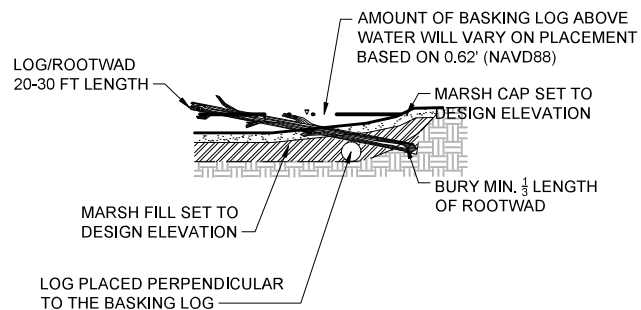 AMOUNT OF BASKING LOG ABOVE
WATER WILL VARY ON PLACEMENT
BASED ON 0.62' (NAVD88)
LOG/ROOTWAD
20-30 FT LENGTH
MARSH CAP SET TO
DESIGN ELEVATION
BURY MIN. 1/3 LENGTH
OF ROOTWAD
MARSH FILL SET TO
DESIGN ELEVATION
LOG PLACED PERPENDICULAR
TO THE BASKING LOG